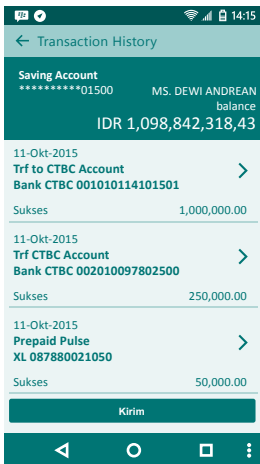 14:15
Transaction History
Saving Account
**********01500
MS. DEWI ANDREAN
balance
IDR 1,098,842,318,43
11-Okt-2015
Trf to CTBC Account
Bank CTBC 001010114101501
Sukses 1,000,000.00
11-Okt-2015
Trf CTBC Account
Bank CTBC 002010097802500
Sukses 250,000.00
11-Okt-2015
Prepaid Pulse
XL 087880021050
Sukses 50,000.00
Kirim